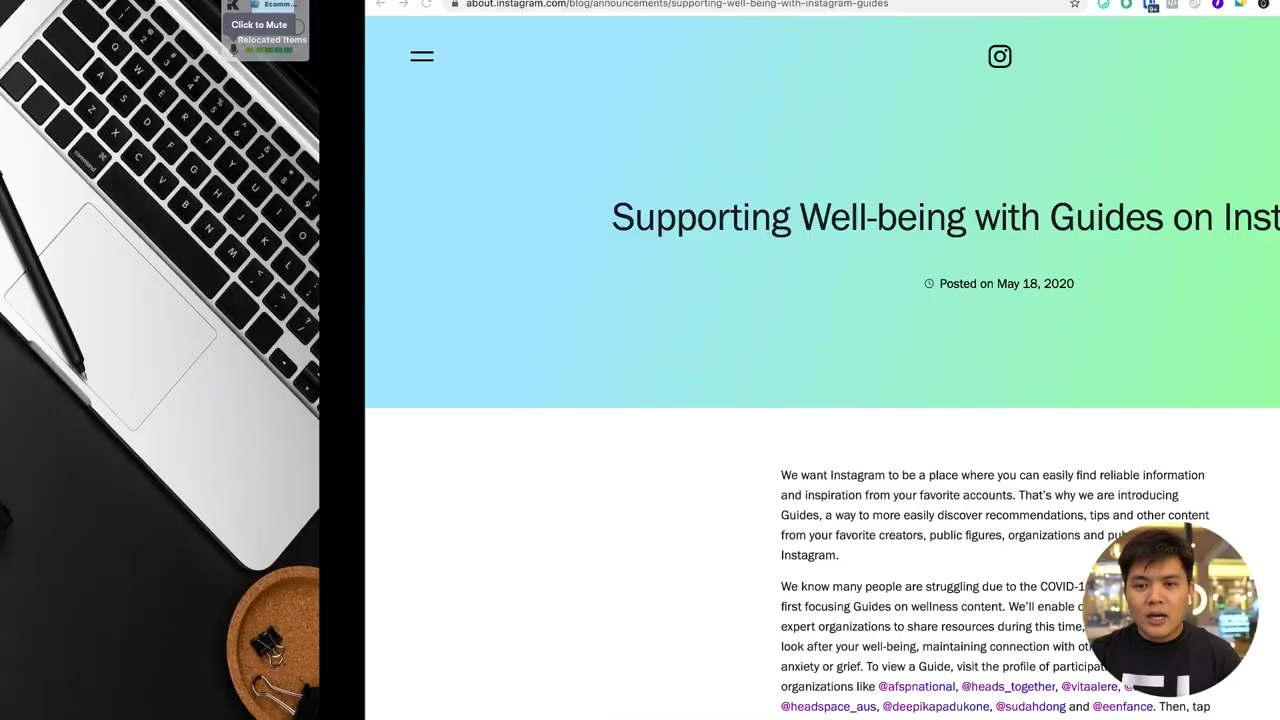 Ecamm...
Click to Mute
Relocated Items
about.instagram.com/blog/announcements/supporting-well-being-with-instagram-guides
9+
Supporting Well-being with Guides on Inst
Posted on May 18, 2020
We want Instagram to be a place where you can easily find reliable information
and inspiration from your favorite accounts. That's why we are introducing
Guides, a way to more easily discover recommendations, tips and other content
from your favorite creators, public figures, organizations and pu
Instagram.
We know many people are struggling due to the COVID-1
first focusing Guides on wellness content. We'll enable
expert organizations to share resources during this time,
look after your well-being, maintaining connection with ot
anxiety or grief. To view a Guide, visit the profile of participa
organizations like @afspnational, @heads_together, @vitaalere,
@headspace_aus, @deepikapadukone, @sudahdong and @eenfance. Then, tap
command